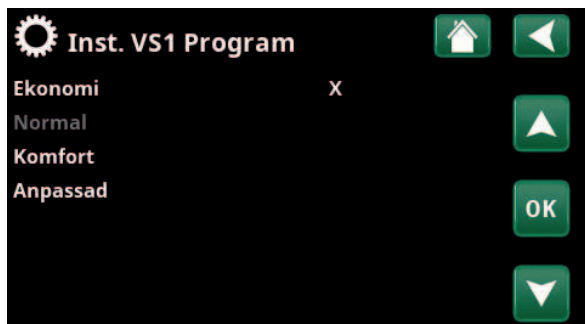 Inst. VS1 Program
Ekonomi X
Normal
Komfort
Anpassad
OK